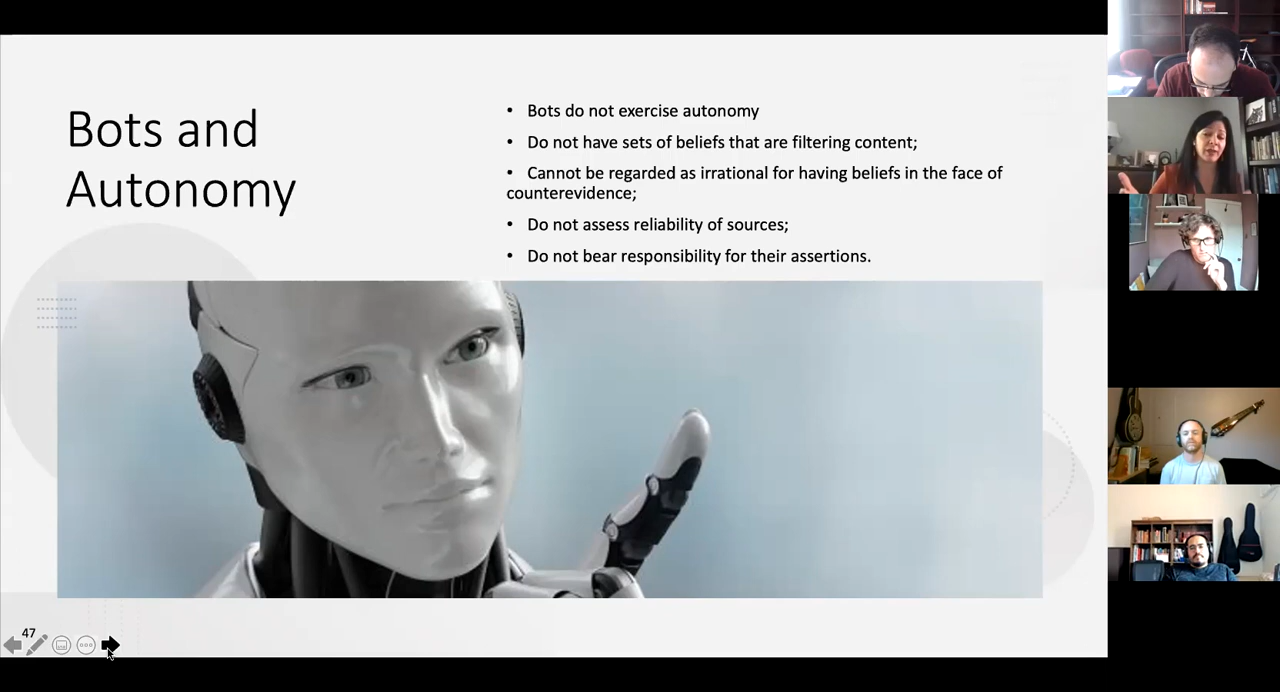 Bots and
Autonomy
• Bots do not exercise autonomy
• Do not have sets of beliefs that are filtering content;
• Cannot be regarded as irrational for having beliefs in the face of
counterevidence;
• Do not assess reliability of sources;
• Do not bear responsibility for their assertions.
47